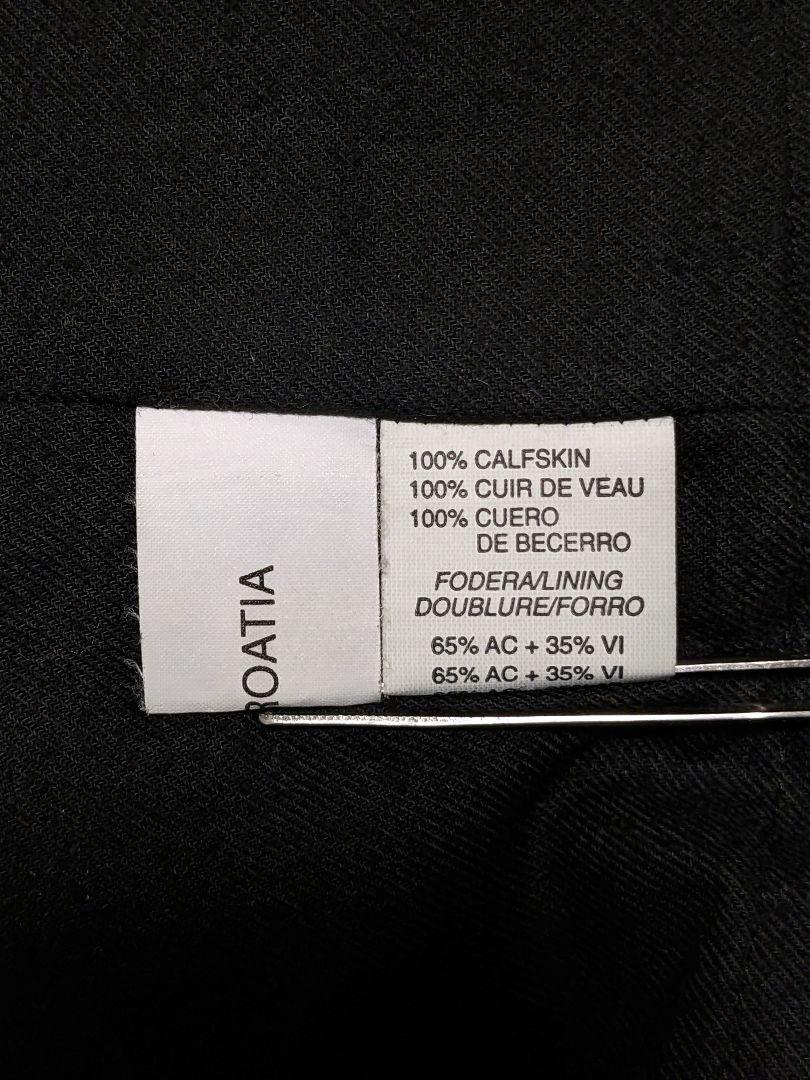 ROATIA
100% CALFSKIN
100% CUIR DE VEAU
100% CUERO
DE BECERRO
FODERA/LINING
DOUBLURE/FORRO
65% AC + 35% VI
65% AC + 35% VI